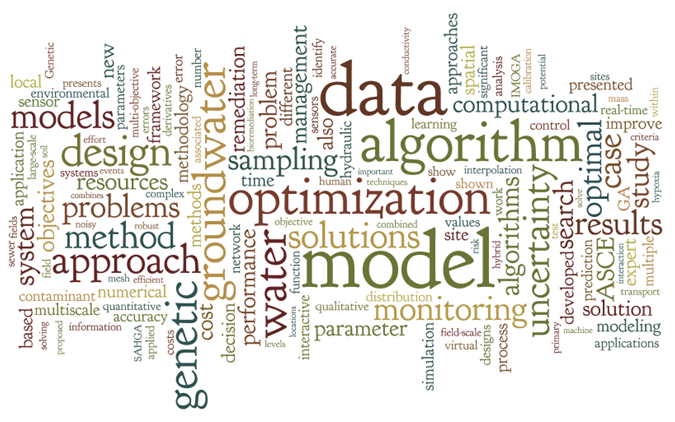 Genetic
presents
local
environmental
sensor
models
new
parameters
multi-objective
framework
derivatives
errors
methodology
error
associated
number
groundwater
remediation
bioremediation
long-term
problem
different
management
sensors
identify
hydraulic
also
accurate
data
conductivity
learning
approaches
spatial
significant
analysis
IMOGA
calibration
potential
computational
sites
presented
mass
real-time
within
control
improve
criteria
algorithm
application
large-scale
soil
effort
design
systems
events
resources
combines
complex
methods
sampling
time
human
important
techniques
show
interpolation
shown
optimal
case
GA
study
hypoxia
solve
sewer
fields
system
objectives
field
problems
noisy
robust
method
approach
mesh
efficient
optimization
network
water
objective
function
solutions
combined
values
site
risk
model
work
hybrid
algorithms
uncertainty
test
search
developed
results
ASCE
prediction
interaction
expert
multiple
transport
contaminant
numerical
multiscale
quantitative
accuracy
based
solving
proposed
information
SAHGA
applied
costs
genetic
cost
decision
performance
levels
locations
interactive
qualitative
distribution
parameter
monitoring
simulation
field-scale
virtual
designs
process
primary
machine
solution
modeling
applications